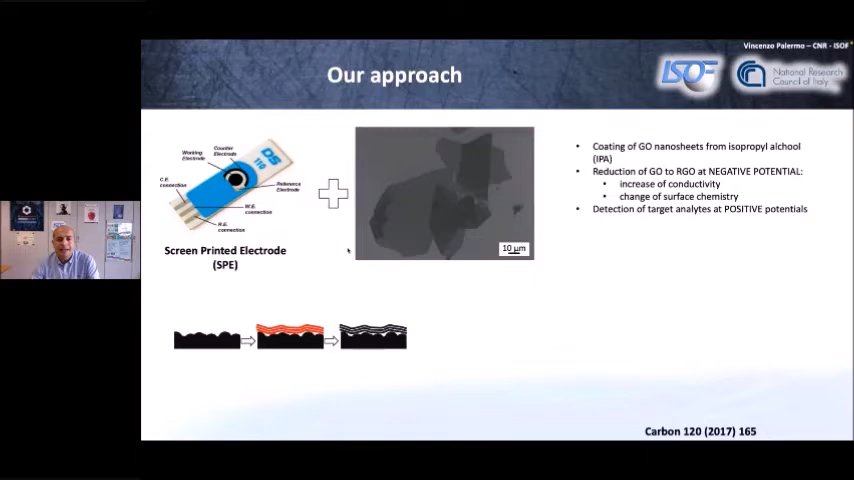 Vincenzo Palermo – CNR - ISOF
Our approach
ISOF
National Research
Council of Italy
Working
Electrode
Counter
Electrode
DS
110
C.E.
connection
Reference
Electrode
W.E.
connection
R.E.
connection
Screen Printed Electrode
(SPE)
10 µm
• Coating of GO nanosheets from isopropyl alchool
(IPA)
• Reduction of GO to RGO at NEGATIVE POTENTIAL:
• increase of conductivity
• change of surface chemistry
• Detection of target analytes at POSITIVE potentials
Carbon 120 (2017) 165